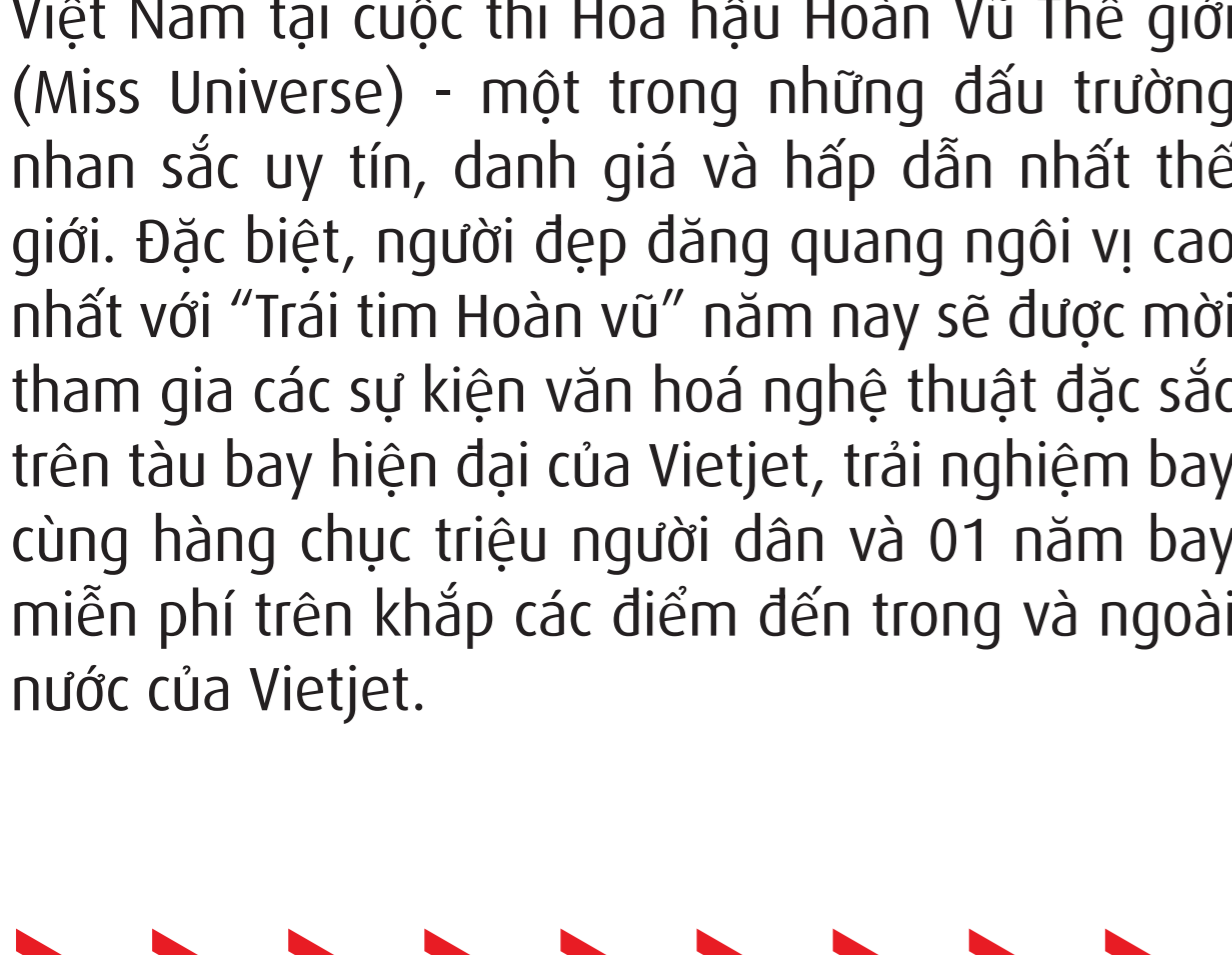 Việt Nam tại cuộc thi Hoa hậu Hoàn Vũ Thế giới
(Miss Universe) - một trong những đấu trường
nhan sắc uy tín, danh giá và hấp dẫn nhất thế
giới. Đặc biệt, người đẹp đăng quang ngôi vị cao
nhất với “Trái tim Hoàn vũ” năm nay sẽ được mời
tham gia các sự kiện văn hoá nghệ thuật đặc sắc
trên tàu bay hiện đại của Vietjet, trải nghiệm bay
cùng hàng chục triệu người dân và 01 năm bay
miễn phí trên khắp các điểm đến trong và ngoài
nước của Vietjet.